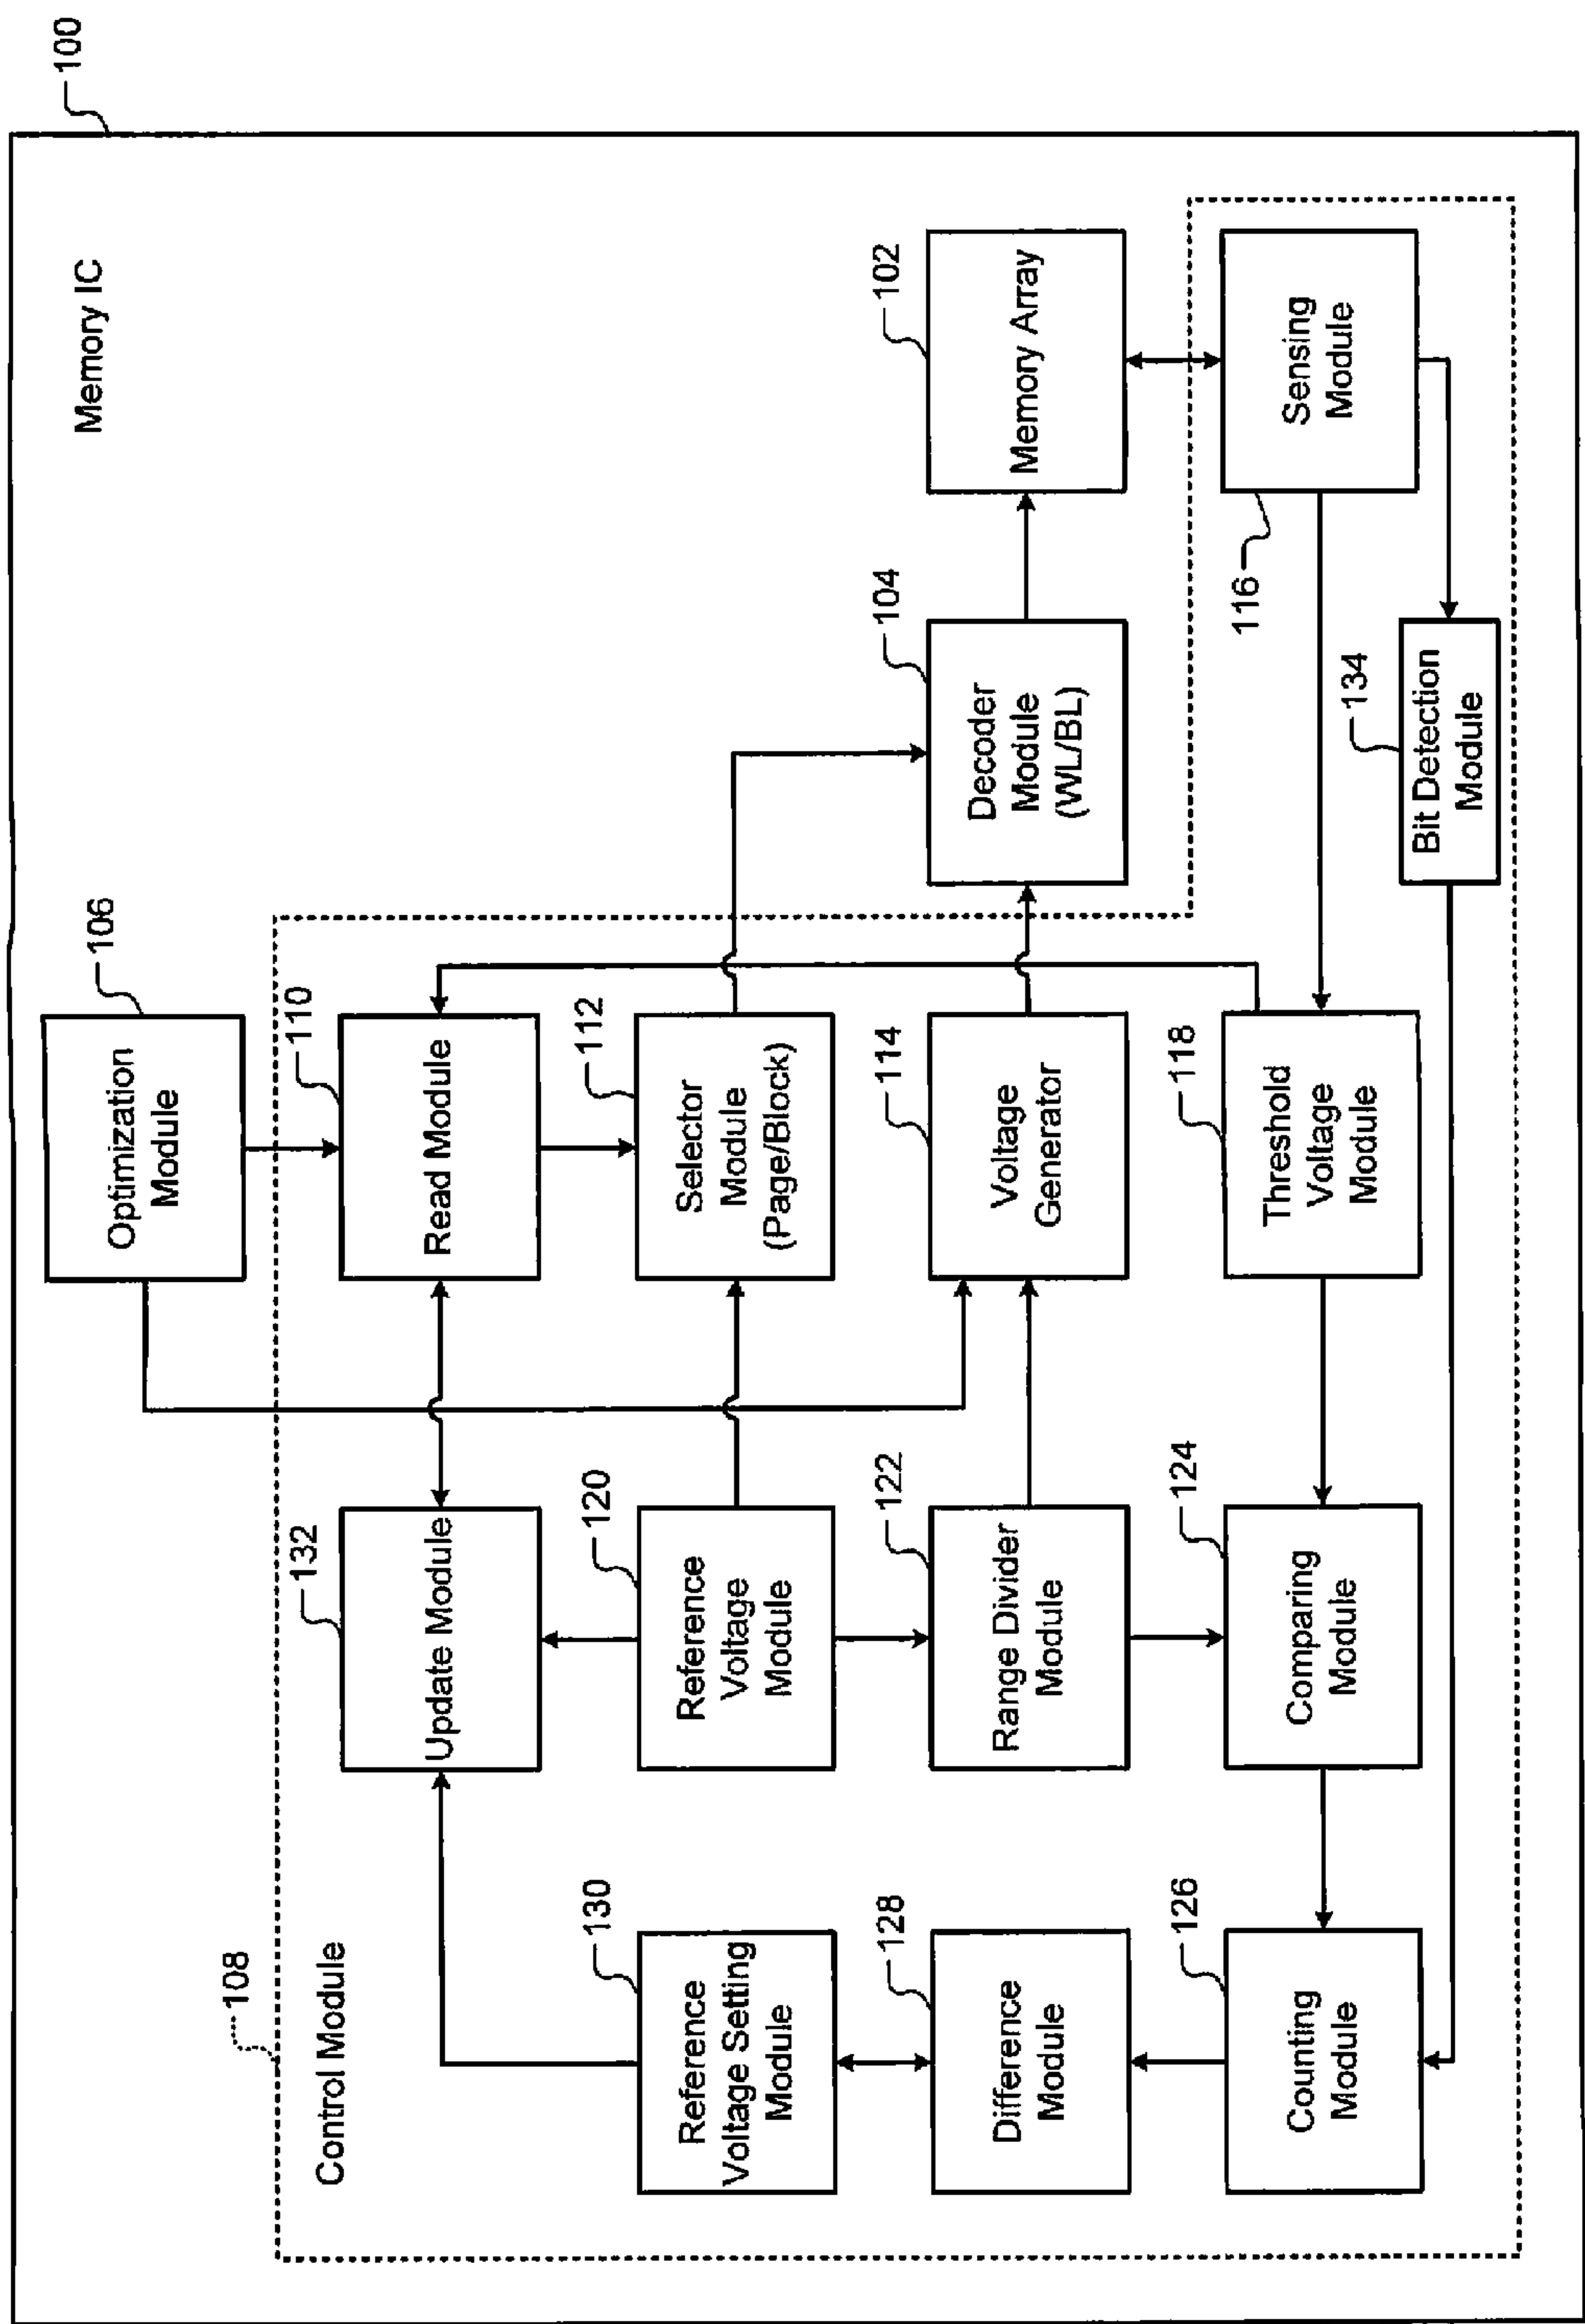 100
Memory IC
106
Optimization
Module
108
Control Module
132
Update Module
110
Read Module
130
Reference
Voltage Setting
Module
120
Reference
Voltage
Module
112
Selector
Module
(Page/Block)
128
Difference
Module
122
Range Divider
Module
114
Voltage
Generator
104
Decoder
Module
(WL/BL)
102
Memory Array
126
Counting
Module
124
Comparing
Module
118
Threshold
Voltage
Module
116
Sensing
Module
134
Bit Detection
Module